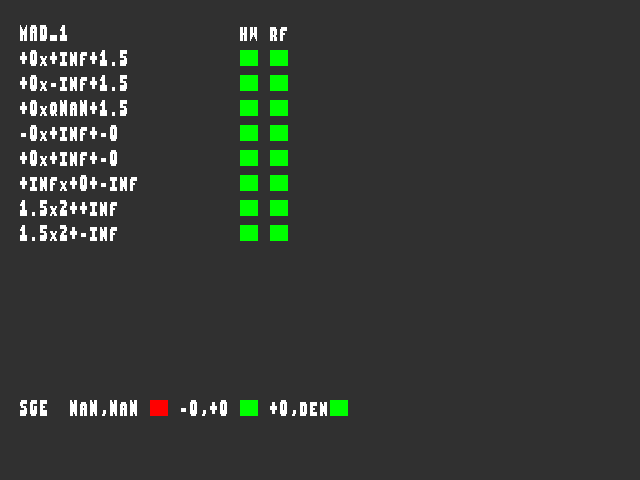 MAD_1 HW RF
+0x+INF+1.5
+0x-INF+1.5
+0xQNAN+1.5
-0x+INF+-0
+0x+INF+-0
+INFx+0+-INF
1.5x2++INF
1.5x2+-INF
SGE NAN,NAN -0,+0 +0,DEN